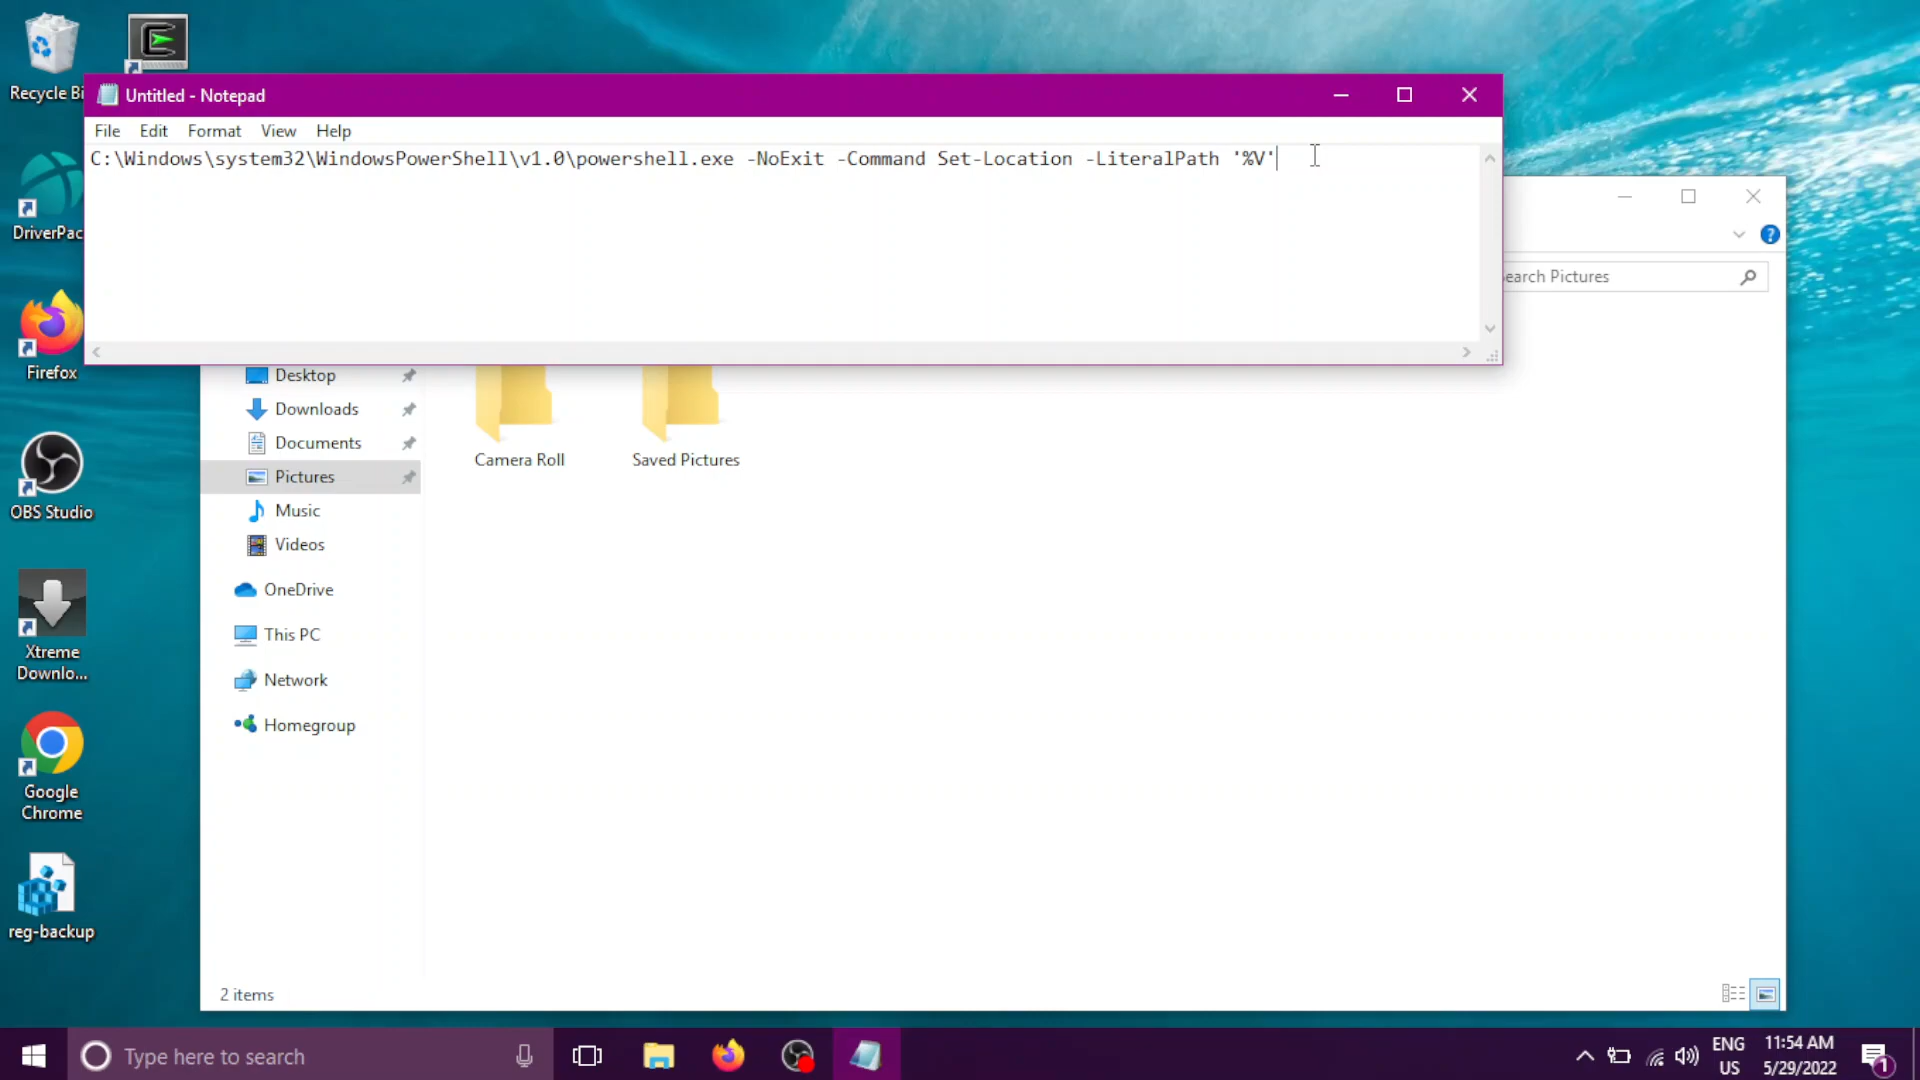 Recycle Bi
Untitled - Notepad
File Edit Format View Help
C:\Windows\system32\WindowsPowerShell\v1.0\powershell.exe -NoExit -Command Set-Location -LiteralPath '%V'
DriverPac
Firefox
OBS Studio
Xtreme
Downlo...
Google
Chrome
reg-backup
earch Pictures
Desktop
Downloads
Documents
Pictures
Music
Videos
OneDrive
This PC
Network
Homegroup
Camera Roll
Saved Pictures
2 items
Type here to search
ENG
US
11:54 AM
5/29/2022
1